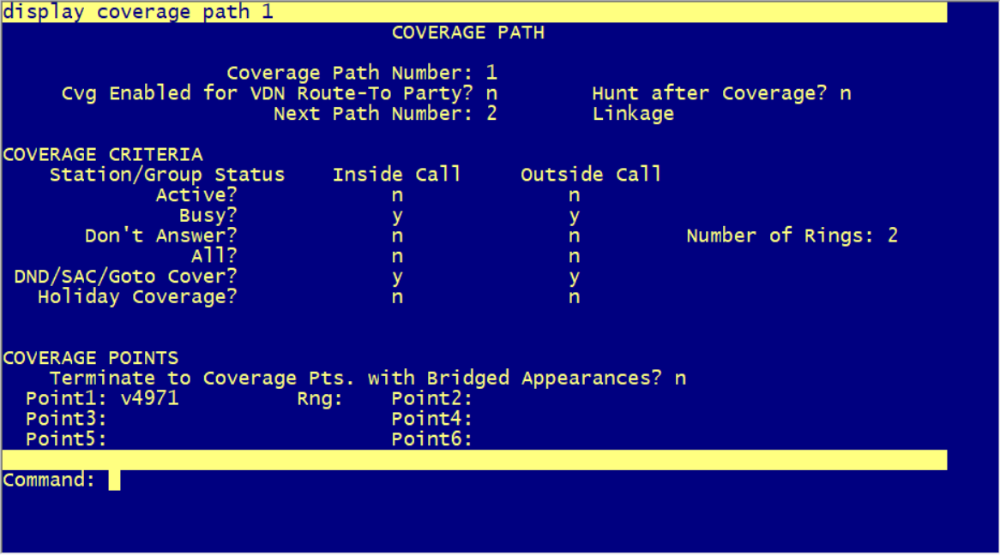 display coverage path 1
COVERAGE PATH
Coverage Path Number: 1
Cvg Enabled for VDN Route-To Party? n Hunt after Coverage? n
Next Path Number: 2 Linkage
COVERAGE CRITERIA
Station/Group Status Inside Call Outside Call
Active? n n
Busy? y y
Don't Answer? n n Number of Rings: 2
All? n n
DND/SAC/Goto Cover? y y
Holiday Coverage? n n
COVERAGE POINTS
Terminate to Coverage Pts. with Bridged Appearances? n
Point1: v4971 Rng: Point2:
Point3: Point4:
Point5: Point6:
Command: